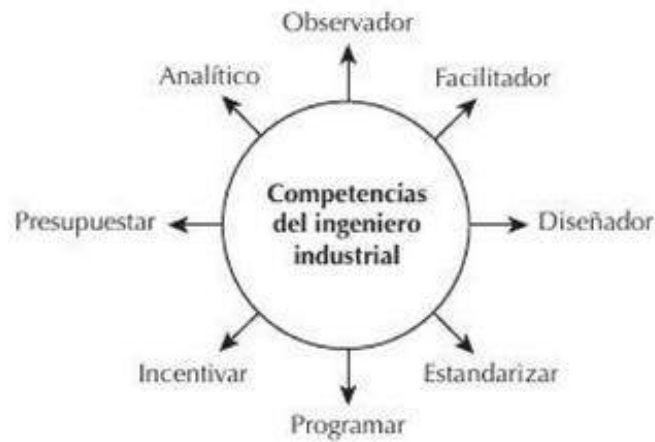 Observador
Analítico
Facilitador
Competencias
del ingeniero
industrial
Presupuestar
Diseñador
Incentivar
Estandarizar
Programar